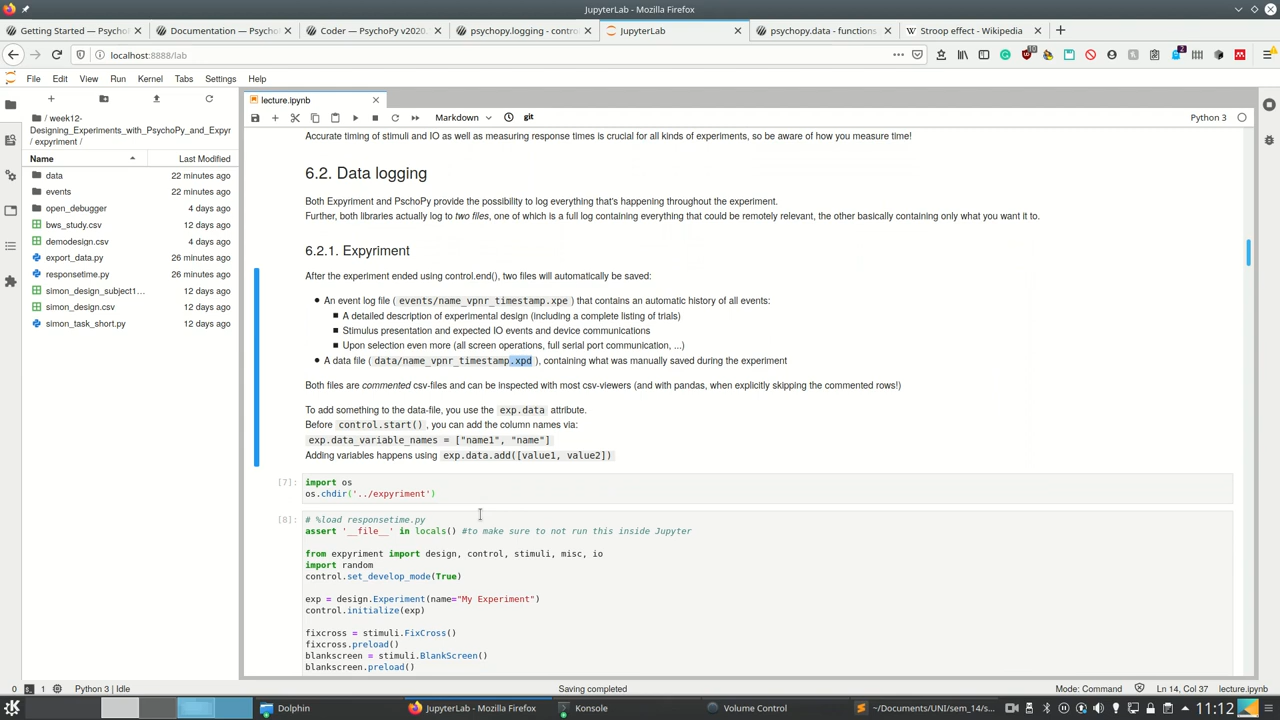 JupyterLab - Mozilla Firefox
Getting Started — Psycho
Documentation — Psycho
Coder — PsychoPy v2020.
psychopy.logging - contro
JupyterLab
psychopy.data - functions
Stroop effect - Wikipedia
localhost:8888/lab
File Edit View Run Kernel Tabs Settings Help
lecture.ipynb
Markdown
git
Python 3
/ week12-
Designing_Experiments_with_PsychoPy_and_Expyr
/ expyriment /
Name Last Modified
data 22 minutes ago
events 22 minutes ago
open_debugger 4 days ago
bws_study.csv 12 days ago
demodesign.csv 4 days ago
export_data.py 26 minutes ago
responsetime.py 26 minutes ago
simon_design_subject1... 12 days ago
simon_design.csv 12 days ago
simon_task_short.py 12 days ago
Accurate timing of stimuli and IO as well as measuring response times is crucial for all kinds of experiments, so be aware of how you measure time!
6.2. Data logging
Both Expyriment and PschoPy provide the possibility to log everything that's happening throughout the experiment.
Further, both libraries actually log to two files, one of which is a full log containing everything that could be remotely relevant, the other basically containing only what you want it to.
6.2.1. Expyriment
After the experiment ended using control.end(), two files will automatically be saved:
An event log file ( events/name_vpnr_timestamp.xpe ) that contains an automatic history of all events:
A detailed description of experimental design (including a complete listing of trials)
Stimulus presentation and expected IO events and device communications
Upon selection even more (all screen operations, full serial port communication, ...)
A data file ( data/name_vpnr_timestamp.xpd ), containing what was manually saved during the experiment
Both files are commented csv-files and can be inspected with most csv-viewers (and with pandas, when explicitly skipping the commented rows!)
To add something to the data-file, you use the exp.data attribute.
Before control.start() , you can add the column names via:
exp.data_variable_names = ["name1", "name"]
Adding variables happens using exp.data.add([value1, value2])
[7]: import os
os.chdir('../expyriment')
[8]: # %load responsetime.py
assert '__file__' in locals() #to make sure to not run this inside Jupyter
from expyriment import design, control, stimuli, misc, io
import random
control.set_develop_mode(True)
exp = design.Experiment(name="My Experiment")
control.initialize(exp)
fixcross = stimuli.FixCross()
fixcross.preload()
blankscreen = stimuli.BlankScreen()
blankscreen.preload()
0 1 Python 3 | Idle
Saving completed
Mode: Command
Ln 14, Col 37 lecture.ipynb
Dolphin
JupyterLab - Mozilla Firefox
Konsole
Volume Control
~/Documents/UNI/sem_14/s
11:12